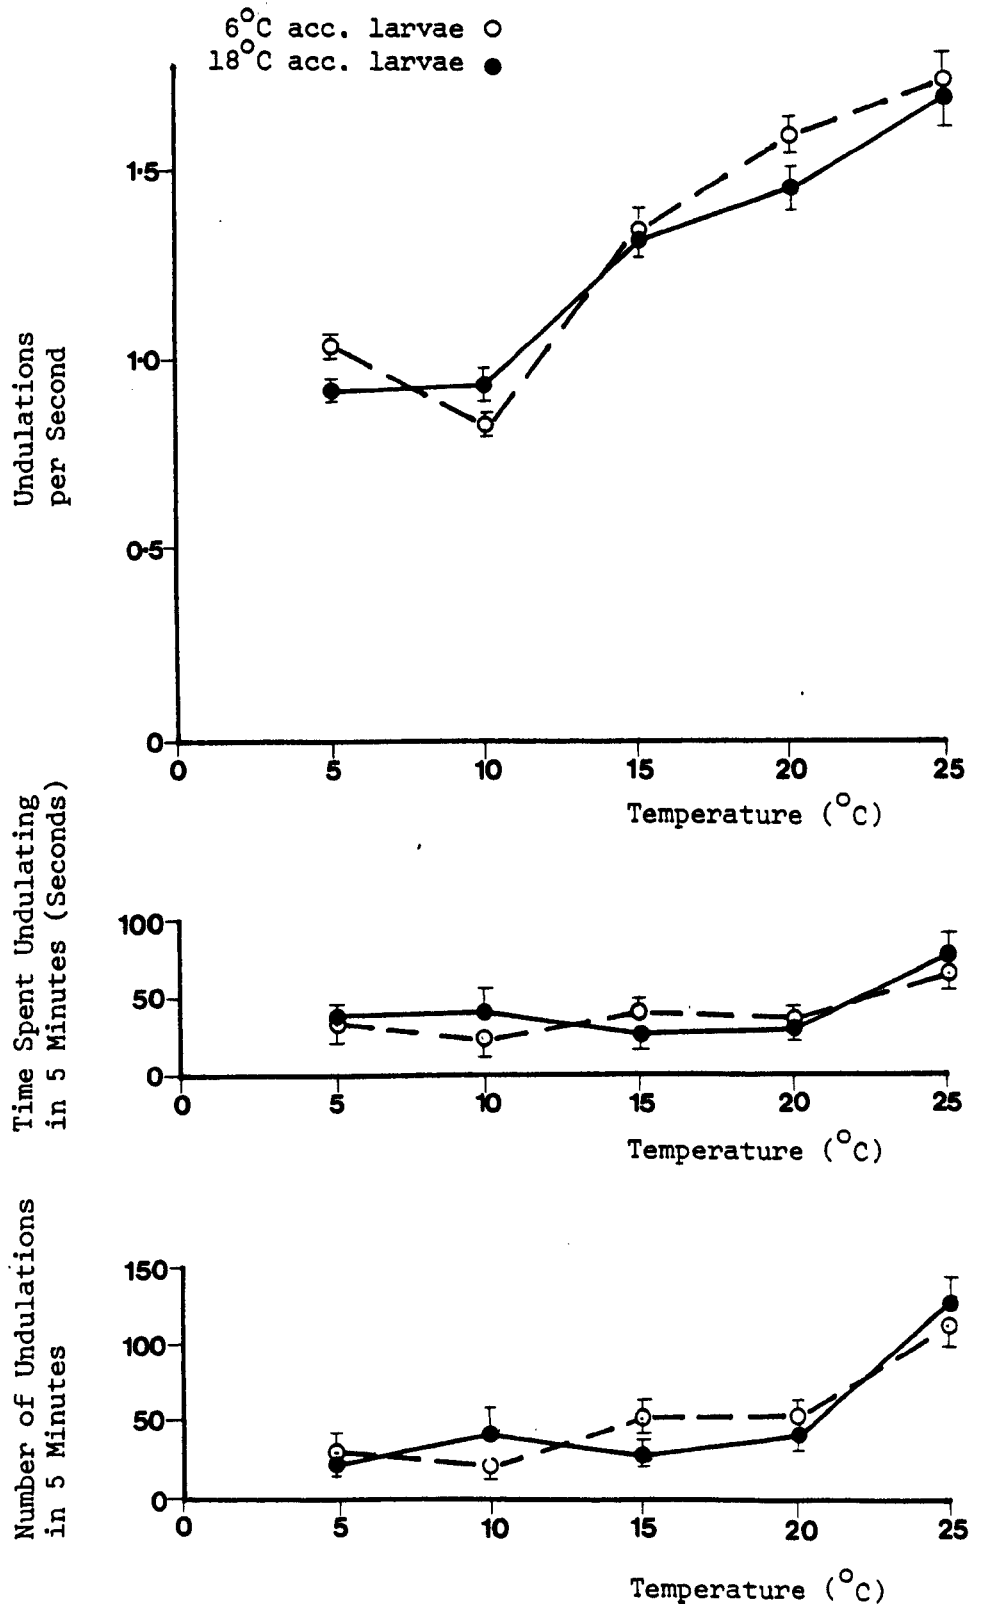 6°C acc. larvae
18°C acc. larvae
Undulations
per Second
1·5
1·0
0·5
0
0 5 10 15 20 25
Temperature (°C)
Time Spent Undulating
in 5 Minutes (Seconds)
100
50
0
0 5 10 15 20 25
Temperature (°C)
Number of Undulations
in 5 Minutes
150
100
50
0
0 5 10 15 20 25
Temperature (°C)